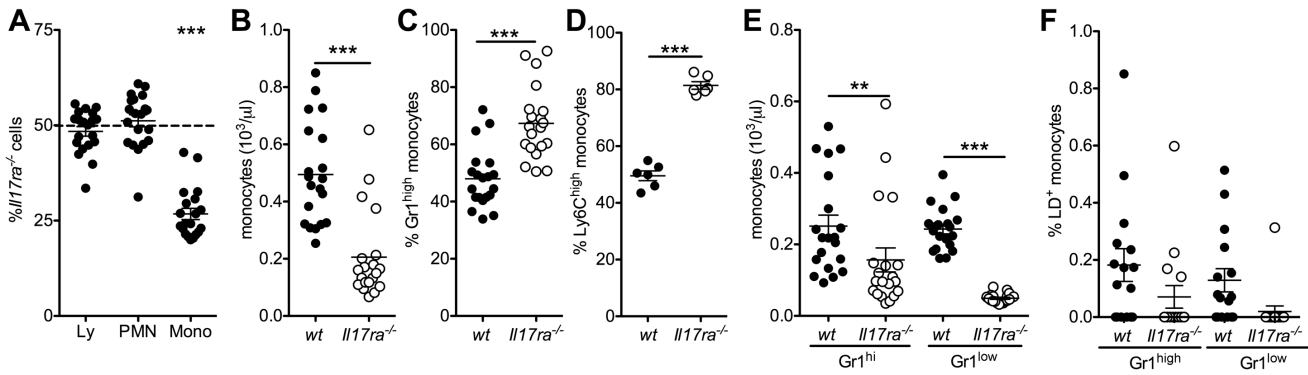 A
%Il17ra-/- cells
75
50
25
0
***
Ly PMN Mono
B
monocytes (10³/µl)
1.0
0.8
0.6
0.4
0.2
0.0
***
wt Il17ra-/-
C
% Gr1high monocytes
100
80
60
40
20
0
***
wt Il17ra-/-
D
% Ly6Chigh monocytes
100
80
60
40
20
0
***
wt Il17ra-/-
E
monocytes (10³/µl)
0.8
0.6
0.4
0.2
0.0
**
***
wt Il17ra-/- wt Il17ra-/-
Gr1hi Gr1low
F
% LD+ monocytes
1.0
0.8
0.6
0.4
0.2
0.0
wt Il17ra-/- wt Il17ra-/-
Gr1high Gr1low